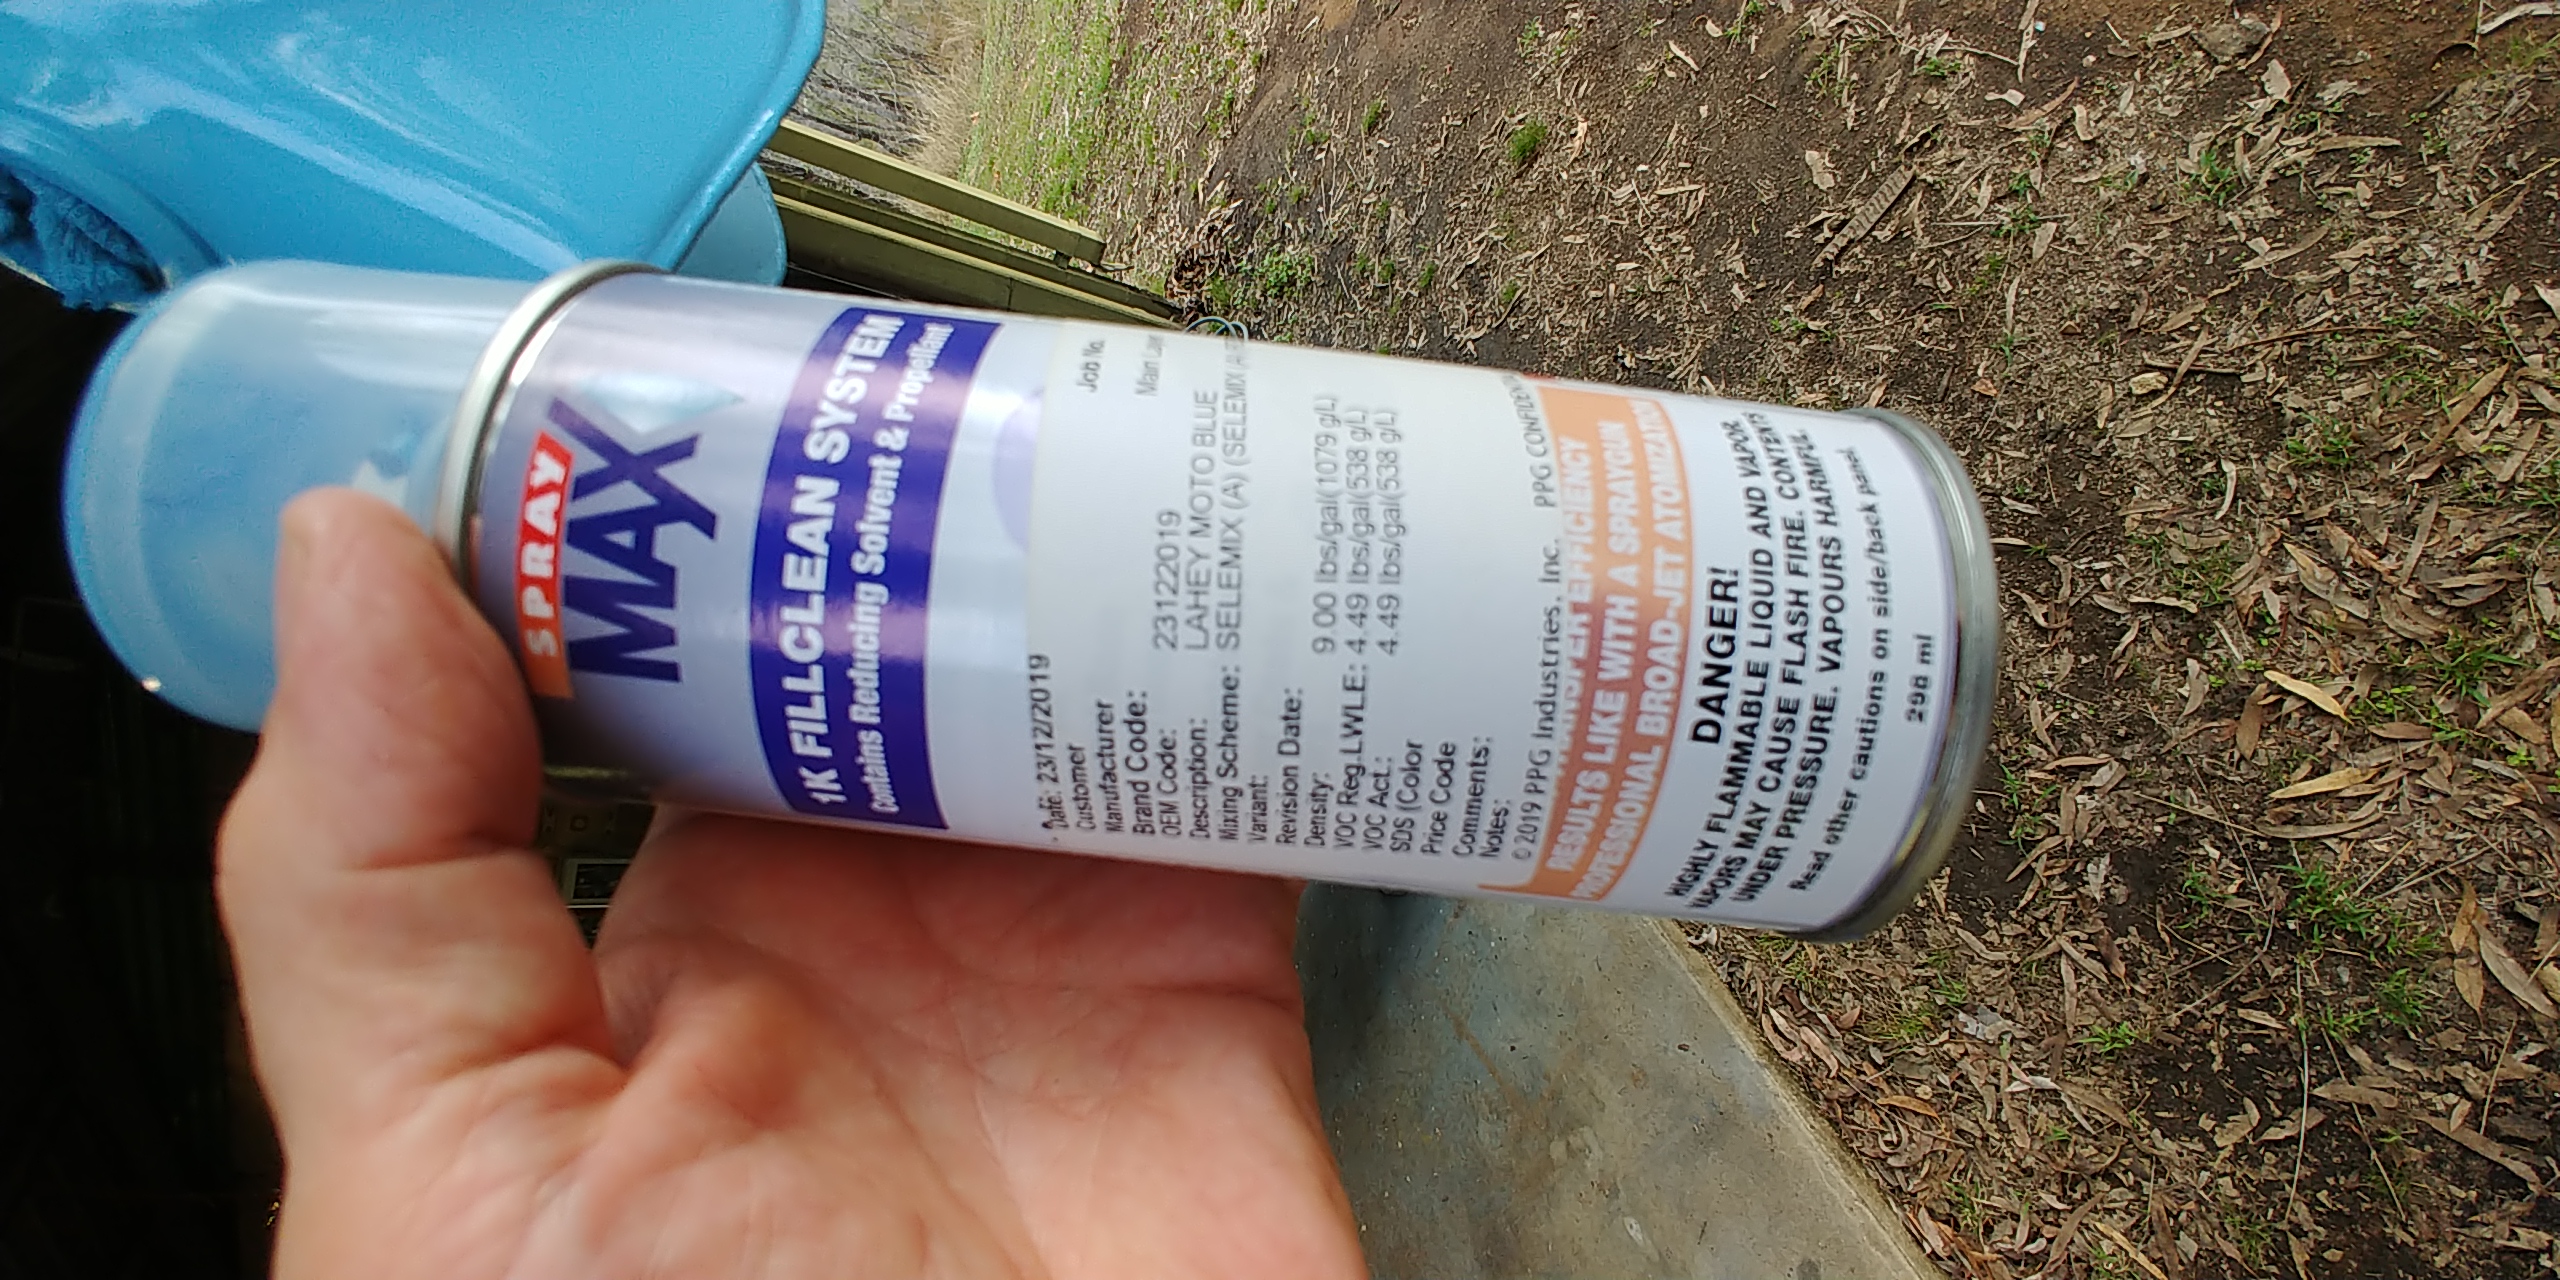 SPRAY
MAX
1K FILLCLEAN SYSTEM
Contains Reducing Solvent & Propellant
Date: 23/12/2019
Job No.
Customer
Manufacturer
Main Layer
Brand Code: 23122019
OEM Code:
Description: LAHEY MOTO BLUE
Mixing Scheme: SELEMIX (A) (SELEMIX
Variant:
Revision Date:
Density: 9.00 lbs/gal(1079 g/L)
VOC Reg.LWLE: 4.49 lbs/gal(538 g/L)
VOC Act.: 4.49 lbs/gal(538 g/L)
SDS (Color
Price Code
Comments:
Notes:
©2019 PPG Industries, Inc. PPG CONFIDENTIAL
TRANSFER EFFICIENCY
RESULTS LIKE WITH A SPRAYGUN
PROFESSIONAL BROAD-JET ATOMIZATION
DANGER!
HIGHLY FLAMMABLE LIQUID AND VAPOR.
VAPORS MAY CAUSE FLASH FIRE. CONTENTS
UNDER PRESSURE. VAPOURS HARMFUL.
Read other cautions on side/back panel.
298 ml